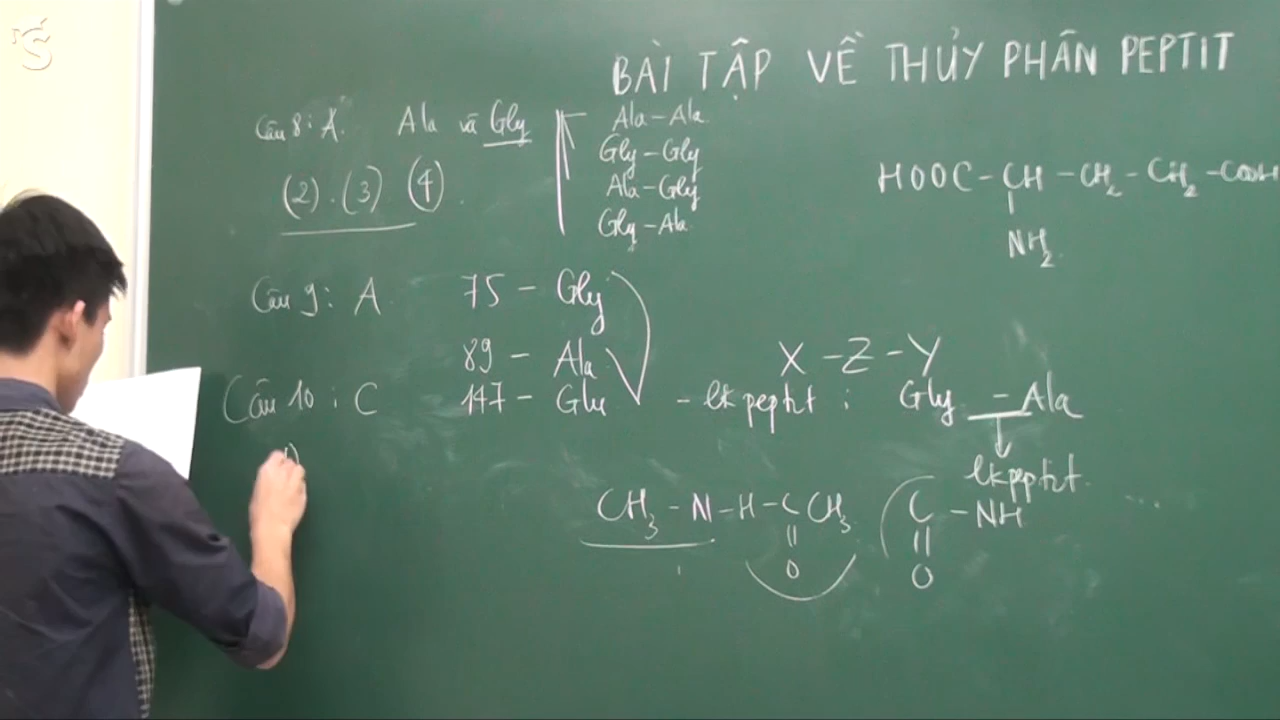 BÀI TẬP VỀ THỦY PHÂN PEPTIT
Câu 8: A. Ala và Gly
(2). (3) (4).
Ala - Ala
Gly - Gly
Ala - Gly
Gly - Ala
HOOC - CH - CH2 - CH2 - COOH
NH2
Câu 9: A. 75 - Gly
89 - Ala
Câu 10: C 147 - Glu
X - Z - Y
- lk peptit : Gly - Ala
lk peptit
CH3 - N - H - C CH3
O
C - NH
O